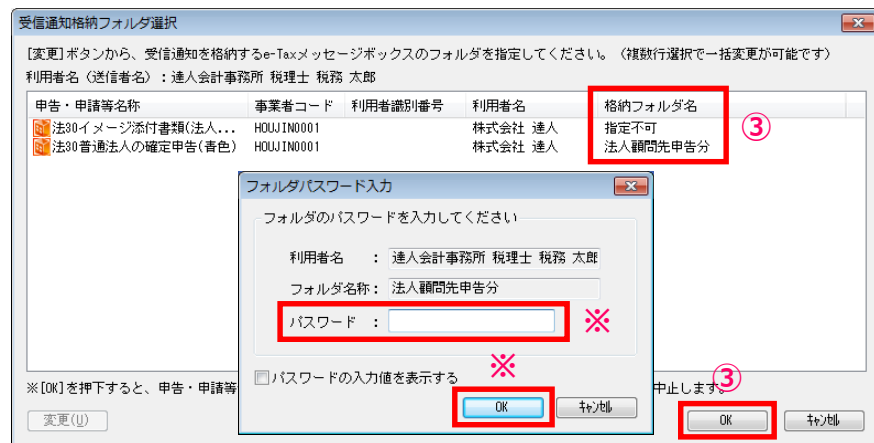 受信通知格納フォルダ選択
[変更]ボタンから、受信通知を格納するe-Taxメッセージボックスのフォルダを指定してください。（複数行選択で一括変更が可能です）
利用者名（送信者名）：達人会計事務所 税理士 税務 太郎
申告・申請等名称 事業者コード 利用者識別番号 利用者名 格納フォルダ名
法30イメージ添付書類(法人... HOUJIN0001 株式会社 達人 指定不可
③
法30普通法人の確定申告(青色) HOUJIN0001 株式会社 達人 法人顧問先申告分
フォルダパスワード入力
フォルダのパスワードを入力してください
利用者名 ： 達人会計事務所 税理士 税務 太郎
フォルダ名称： 法人顧問先申告分
パスワード ： ※
□パスワードの入力値を表示する
※
OK ｷｬﾝｾﾙ
※[OK]を押下すると、申告・申請等
中止します。
③
変更(U) OK ｷｬﾝｾﾙ